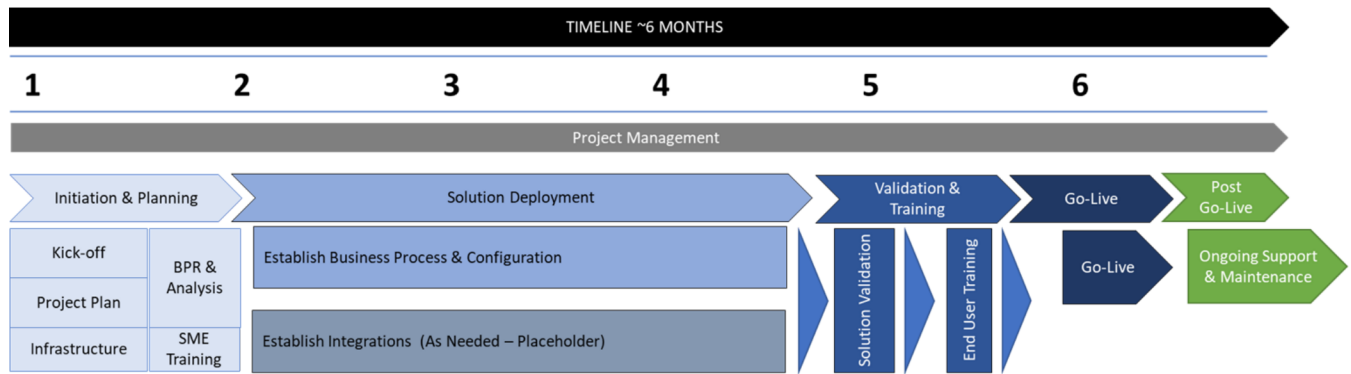 TIMELINE ~6 MONTHS
1 2 3 4 5 6
Project Management
Initiation & Planning
Solution Deployment
Validation &
Training
Go-Live
Post
Go-Live
Kick-off
Project Plan
Infrastructure
BPR &
Analysis
SME
Training
Establish Business Process & Configuration
Establish Integrations (As Needed – Placeholder)
Solution Validation
End User Training
Go-Live
Ongoing Support
& Maintenance